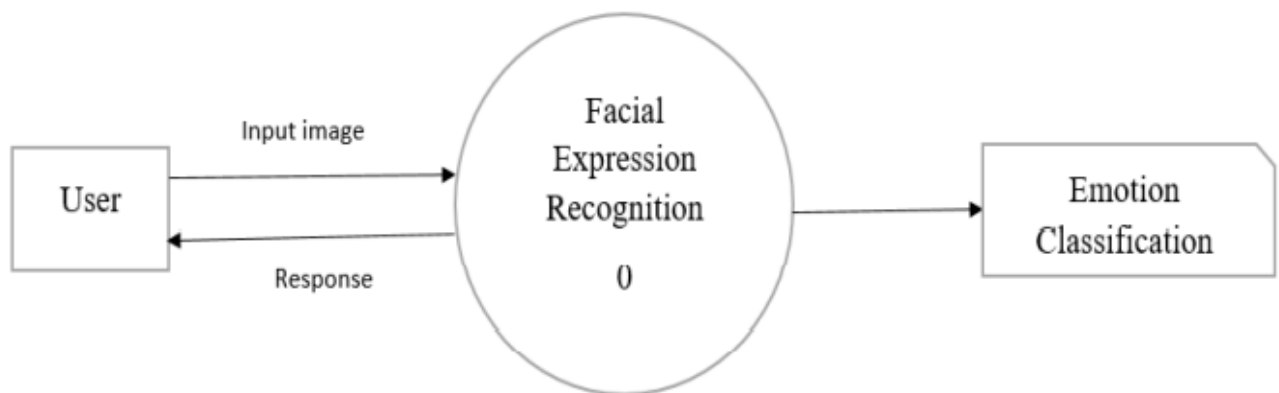 User
Input image
Response
Facial
Expression
Recognition
0
Emotion
Classification